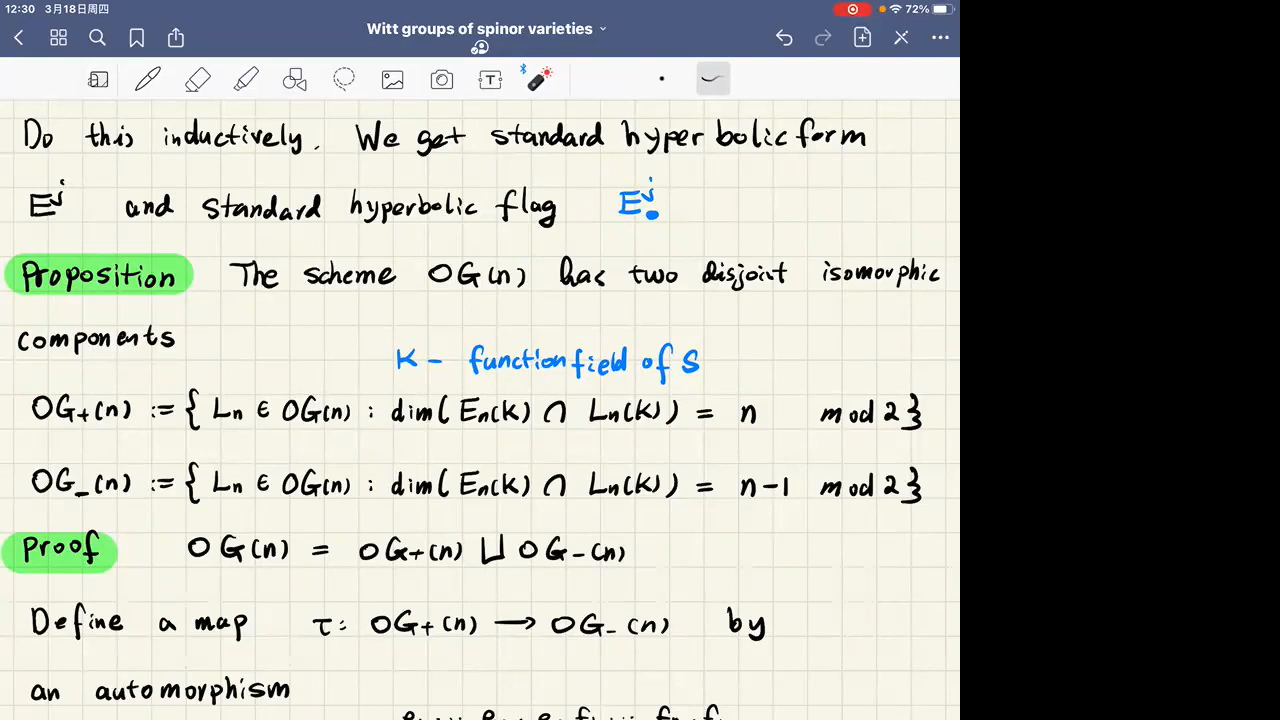 12:30 3月18日周四
72%
Witt groups of spinor varieties
Do this inductively. We get standard hyperbolic form
E^j and standard hyperbolic flag E^j_•
Proposition The scheme OG(n) has two disjoint isomorphic
components
K - function field of S
OG+(n) := { Ln ∈ OG(n) : dim( En(K) ∩ Ln(K) ) = n mod 2 }
OG_(n) := { Ln ∈ OG(n) : dim( En(K) ∩ Ln(K) ) = n-1 mod 2 }
Proof OG(n) = OG+(n) ⊔ OG-(n)
Define a map τ: OG+(n) → OG-(n) by
an automorphism